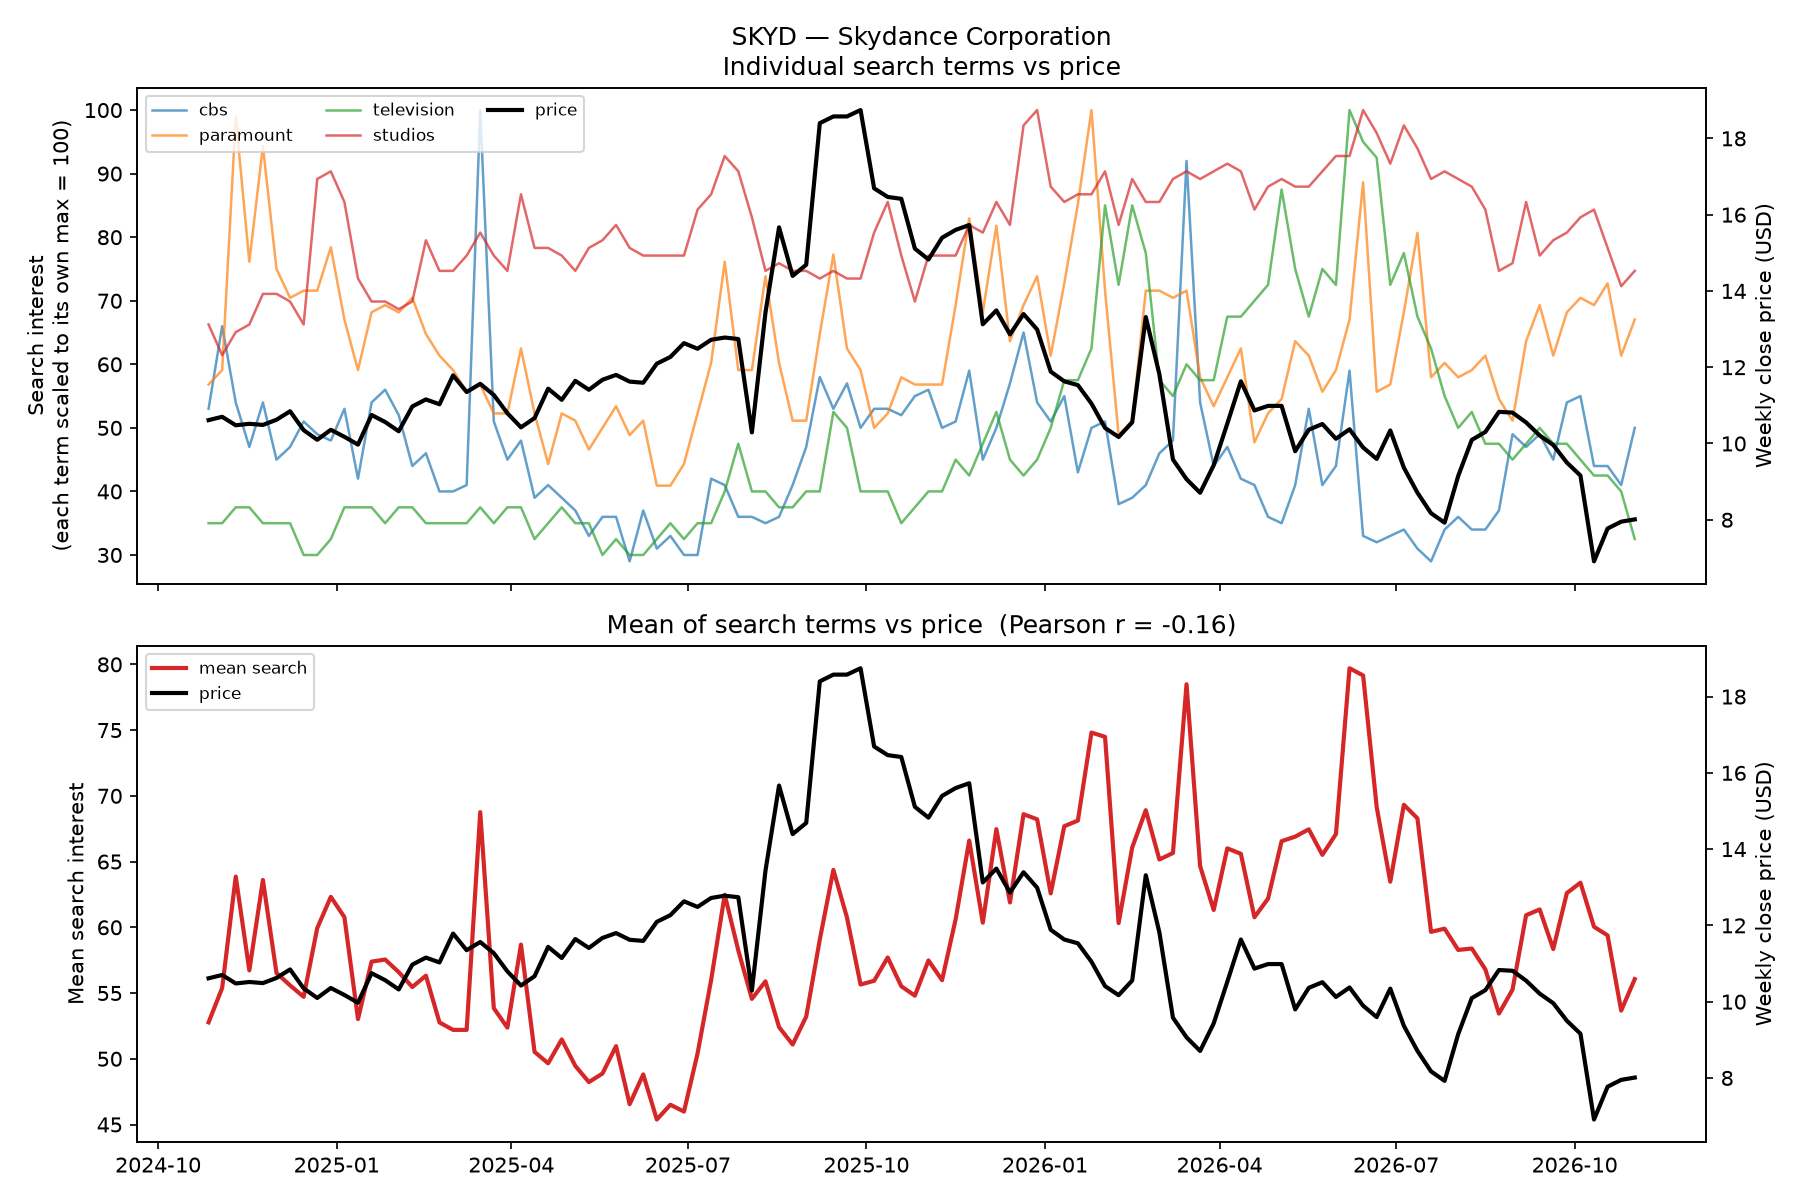 SKYD — Skydance Corporation
Individual search terms vs price
cbs
paramount
television
studios
price
Search interest
(each term scaled to its own max = 100)
100
90
80
70
60
50
40
30
Weekly close price (USD)
18
16
14
12
10
8
Mean of search terms vs price (Pearson r = -0.16)
mean search
price
Mean search interest
80
75
70
65
60
55
50
45
Weekly close price (USD)
18
16
14
12
10
8
2024-10
2025-01
2025-04
2025-07
2025-10
2026-01
2026-04
2026-07
2026-10